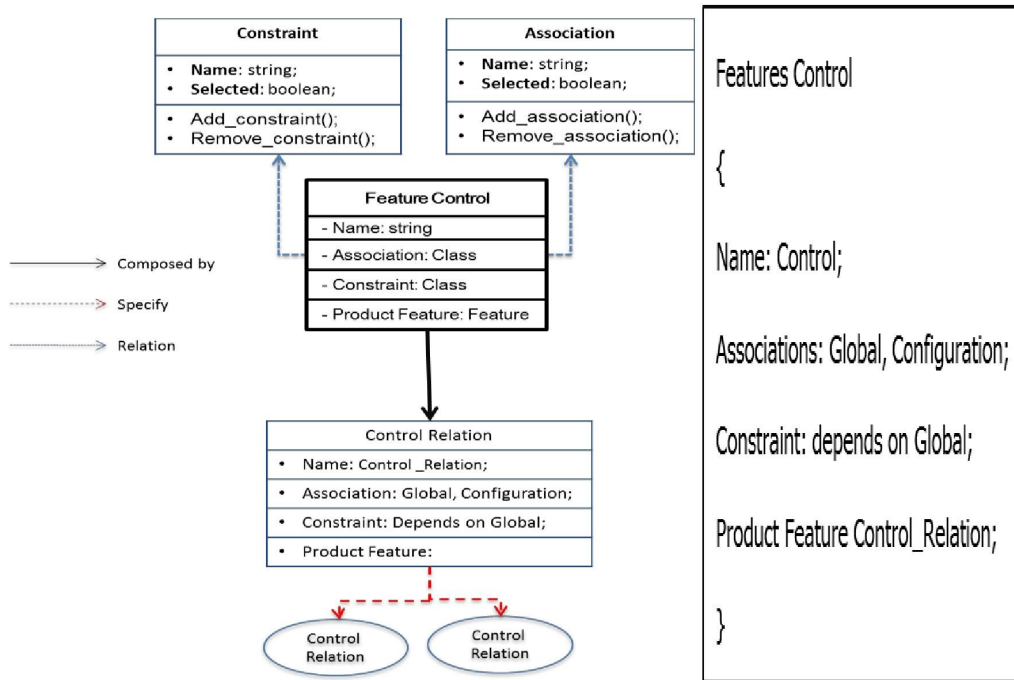 Constraint
• Name: string;
• Selected: boolean;
• Add_constraint();
• Remove_constraint();
Association
• Name: string;
• Selected: boolean;
• Add_association();
• Remove_association();
Feature Control
- Name: string
- Association: Class
- Constraint: Class
- Product Feature: Feature
Composed by
Specify
Relation
Control Relation
• Name: Control _Relation;
• Association: Global, Configuration;
• Constraint: Depends on Global;
• Product Feature:
Control
Relation
Control
Relation
Features Control
{
Name: Control;
Associations: Global, Configuration;
Constraint: depends on Global;
Product Feature Control_Relation;
}